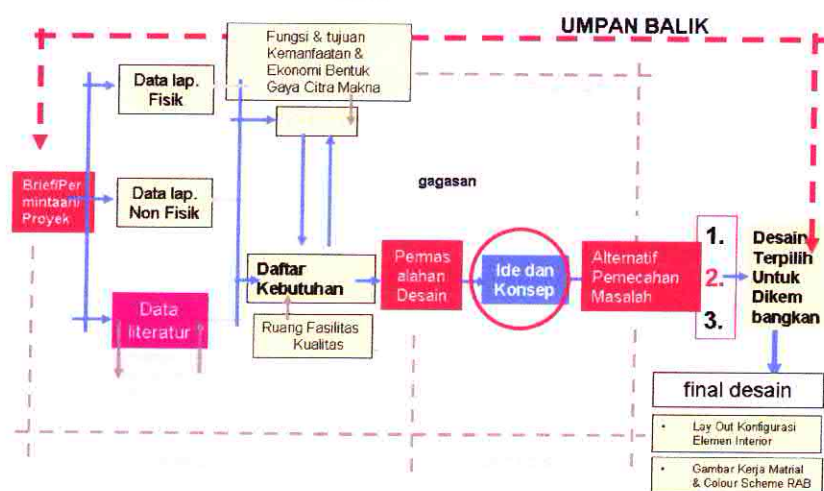 UMPAN BALIK
Fungsi & tujuan
Kemanfaatan &
Ekonomi Bentuk
Gaya Citra Makna
Data lap.
Fisik
gagasan
Brief/Per
mintaan/
Proyek
Data lap.
Non Fisik
Daftar
Kebutuhan
Permas
alahan
Desain
Ide dan
Konsep
Alternatif
Pemecahan
Masalah
1.
2.
3.
Desain
Terpilih
Untuk
Dikem
bangkan
Data
literatur
Ruang Fasilitas
Kualitas
final desain
• Lay Out Konfigurasi
Elemen Interior
• Gambar Kerja Matrial
& Colour Scheme RAB